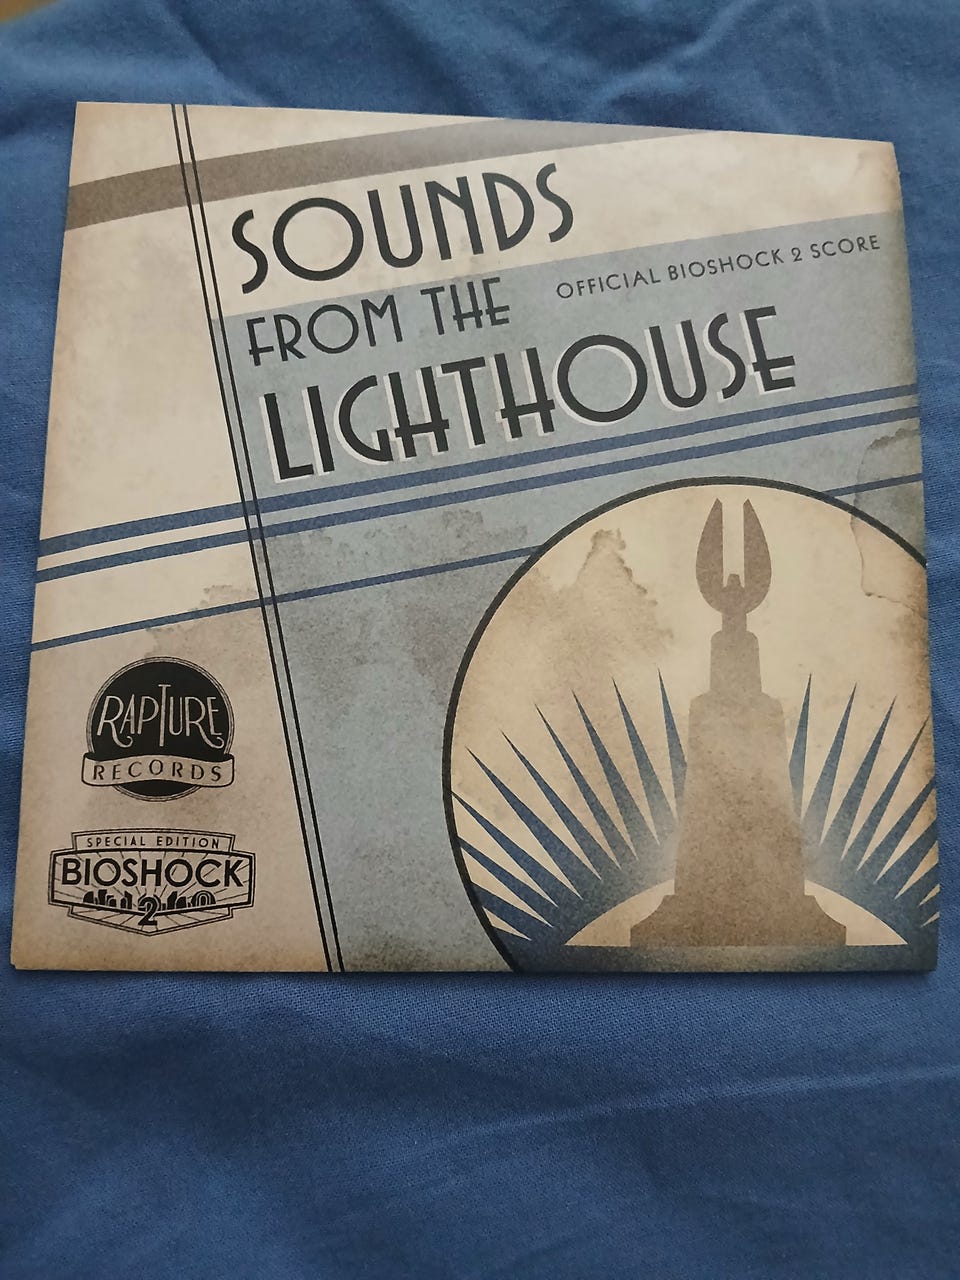 SOUNDS
FROM THE
OFFICIAL BIOSHOCK 2 SCORE
LIGHTHOUSE
RAPTURE
RECORDS
SPECIAL EDITION
BIOSHOCK
2